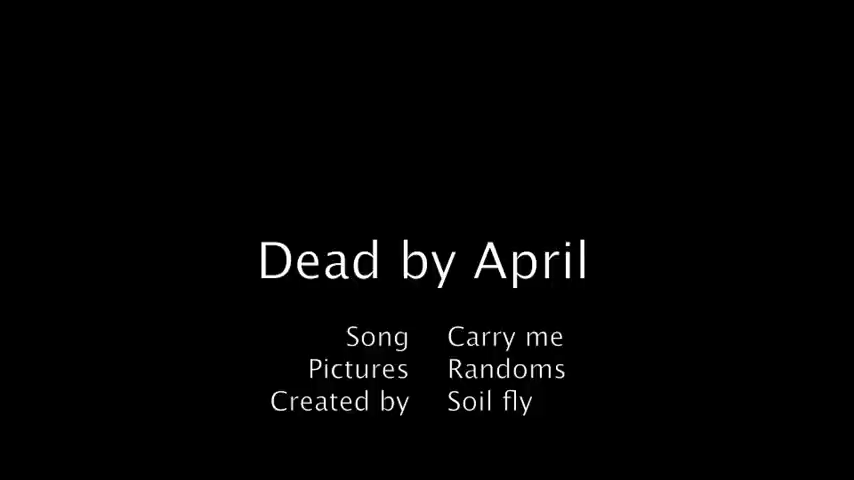 Dead by April
Song Carry me
Pictures Randoms
Created by Soil fly